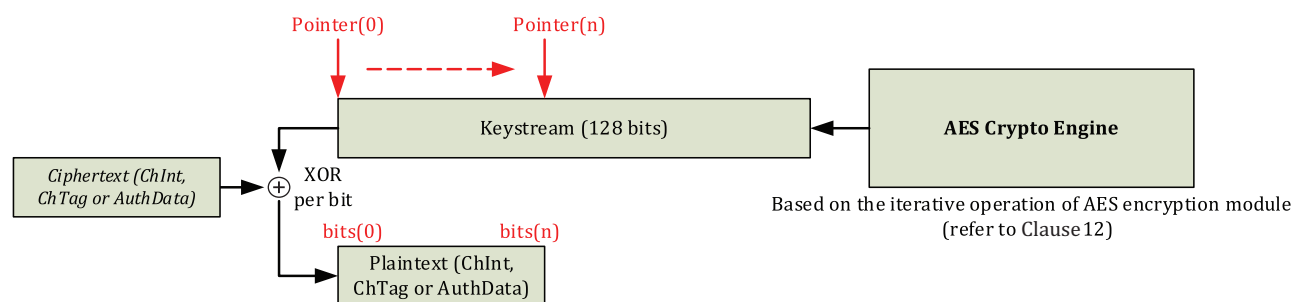 Pointer(0)
Pointer(n)
Keystream (128 bits)
AES Crypto Engine
Ciphertext (ChInt,
ChTag or AuthData)
XOR
per bit
Based on the iterative operation of AES encryption module
(refer to Clause 12)
bits(0)
bits(n)
Plaintext (ChInt,
ChTag or AuthData)